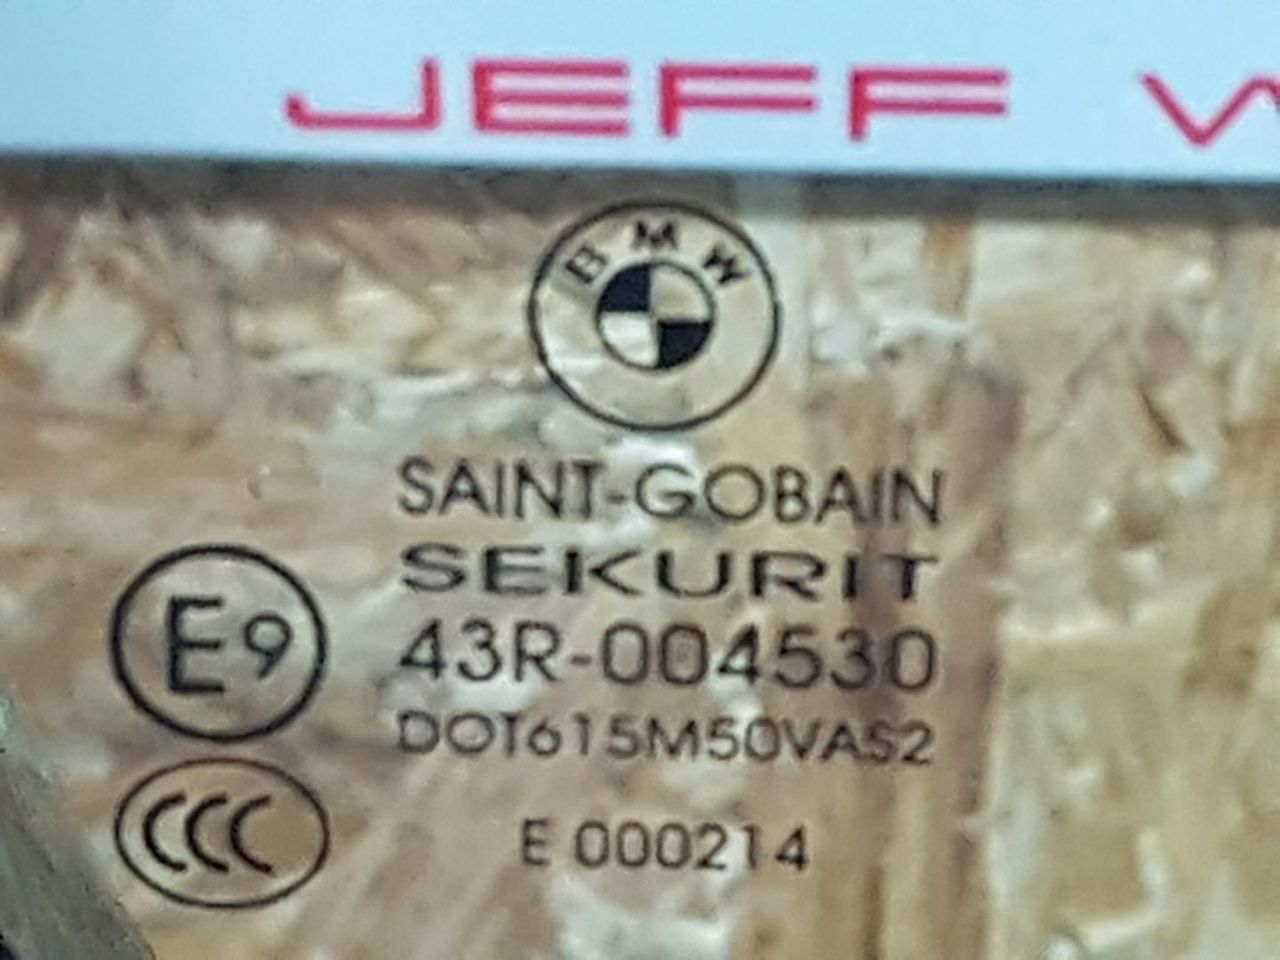 JEFF W
BMW
SAINT-GOBAIN
SEKURIT
E9
43R-004530
DOT615M50VAS2
CCC
E 000214